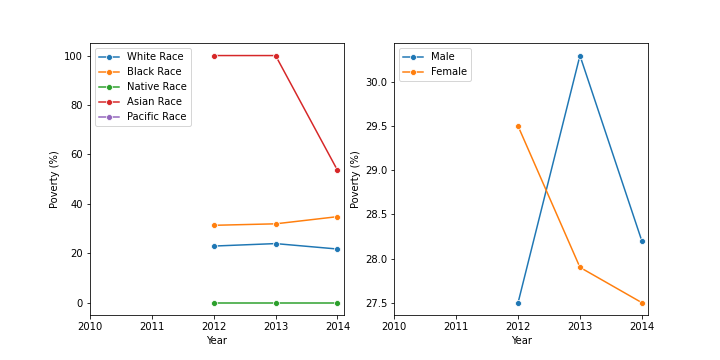 White Race
Black Race
Native Race
Asian Race
Pacific Race
100
80
60
40
20
0
Poverty (%)
2010 2011 2012 2013 2014
Year
Male
Female
30.0
29.5
29.0
28.5
28.0
27.5
Poverty (%)
2010 2011 2012 2013 2014
Year